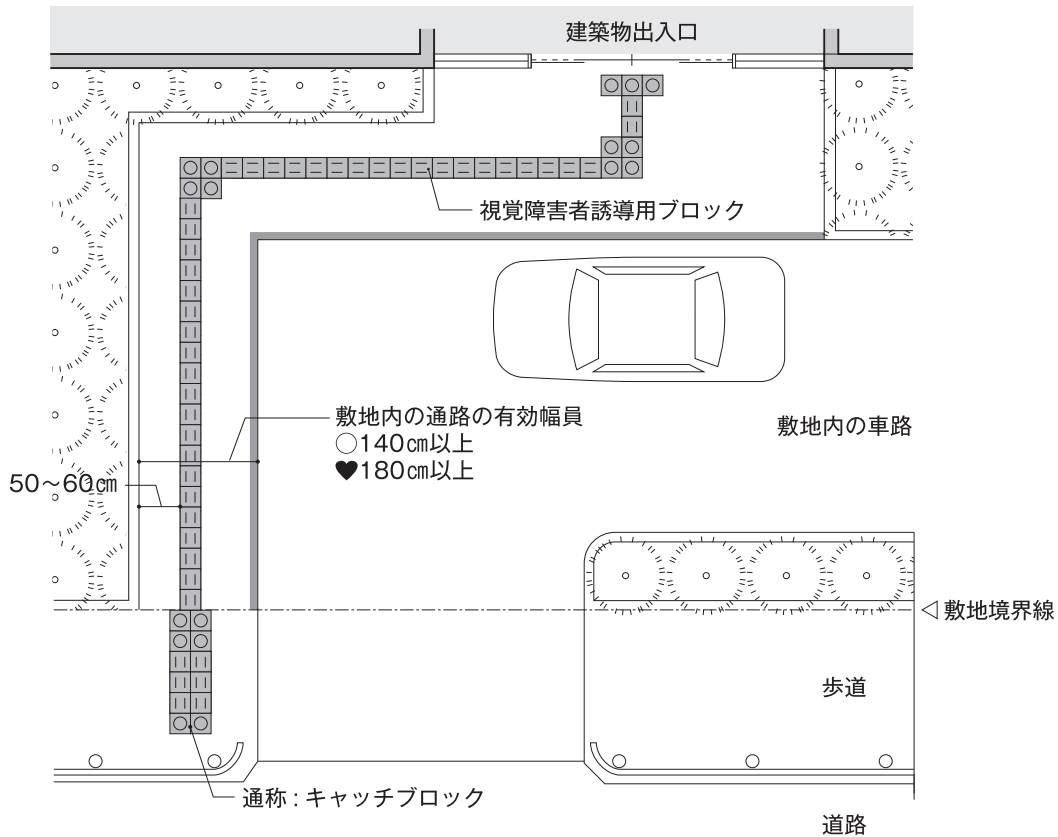 建築物出入口
視覚障害者誘導用ブロック
敷地内の通路の有効幅員
○140㎝以上
♥180㎝以上
敷地内の車路
50〜60㎝
◁敷地境界線
歩道
通称：キャッチブロック
道路